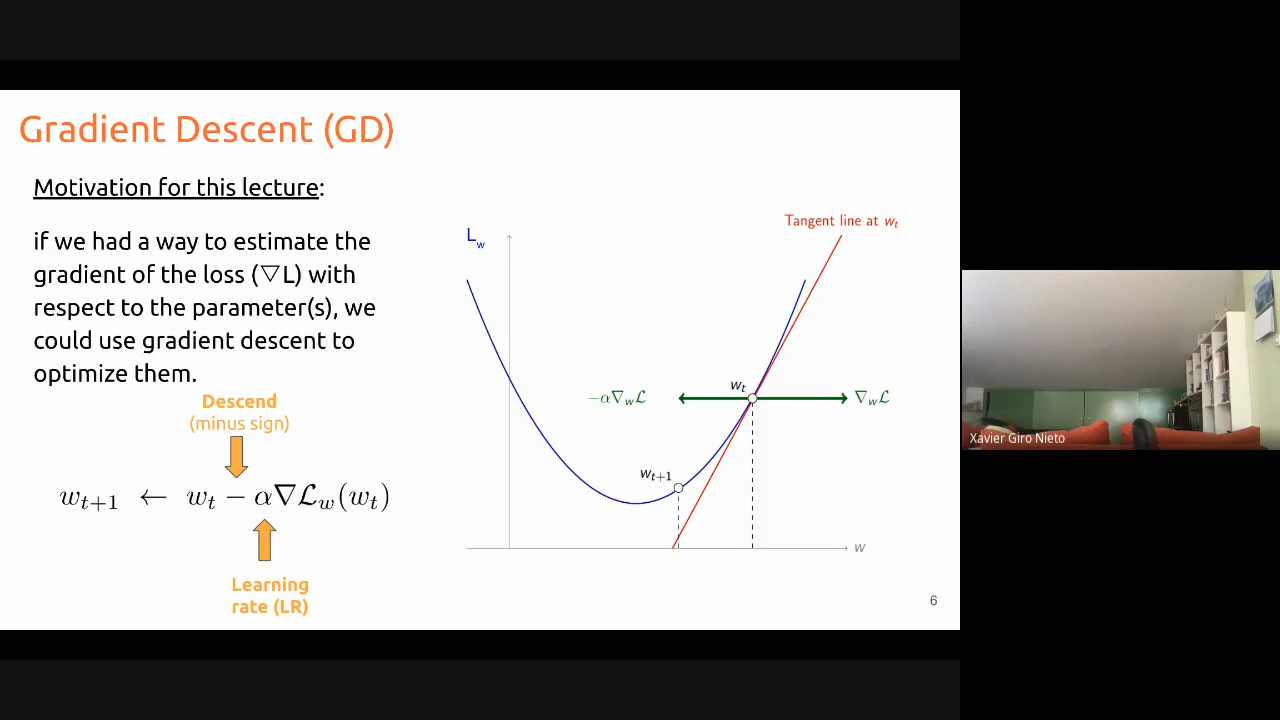 Gradient Descent (GD)
Motivation for this lecture:
if we had a way to estimate the
gradient of the loss (▽L) with
respect to the parameter(s), we
could use gradient descent to
optimize them.
Descend
(minus sign)
w_{t+1} ← w_t − α∇ℒ_w(w_t)
Learning
rate (LR)
L_w
Tangent line at w_t
w_t
−α∇_wℒ
∇_wℒ
w_{t+1}
w
6
Xavier Giro Nieto